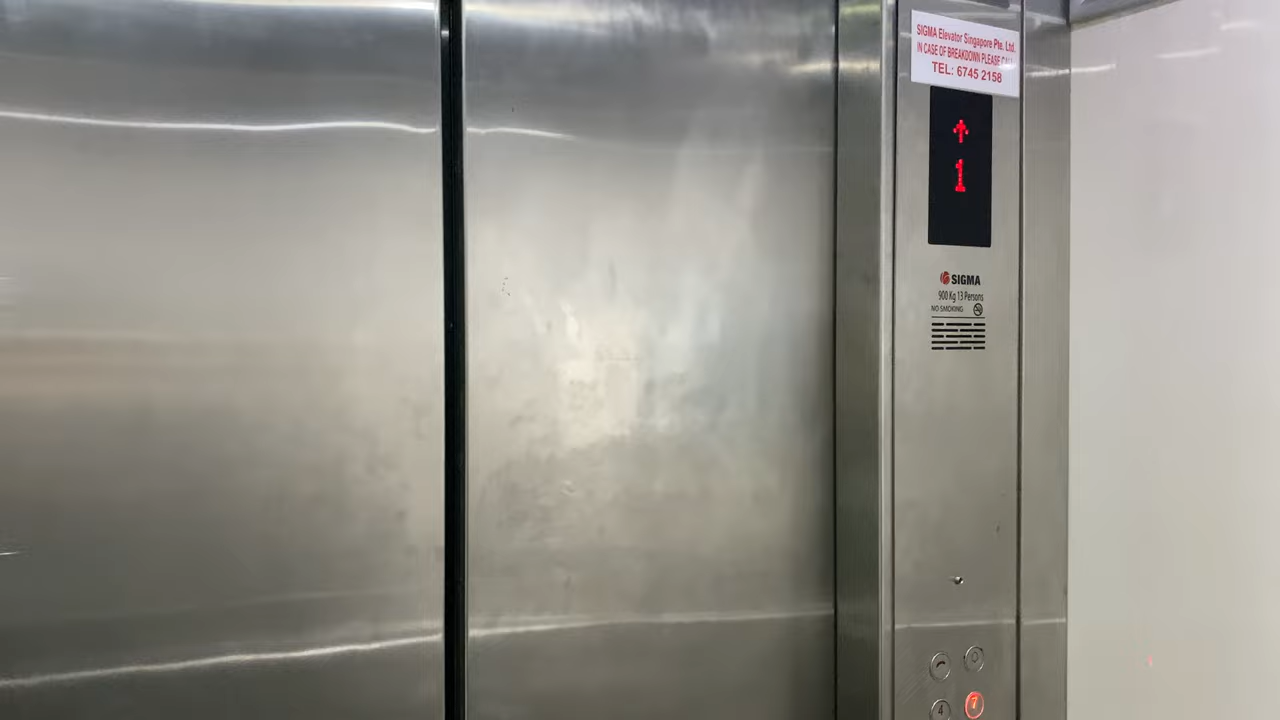 SIGMA Elevator Singapore Pte. Ltd.
IN CASE OF BREAKDOWN PLEASE CALL
TEL: 6745 2158
1
SIGMA
900 Kg 13 Persons
NO SMOKING
4 7